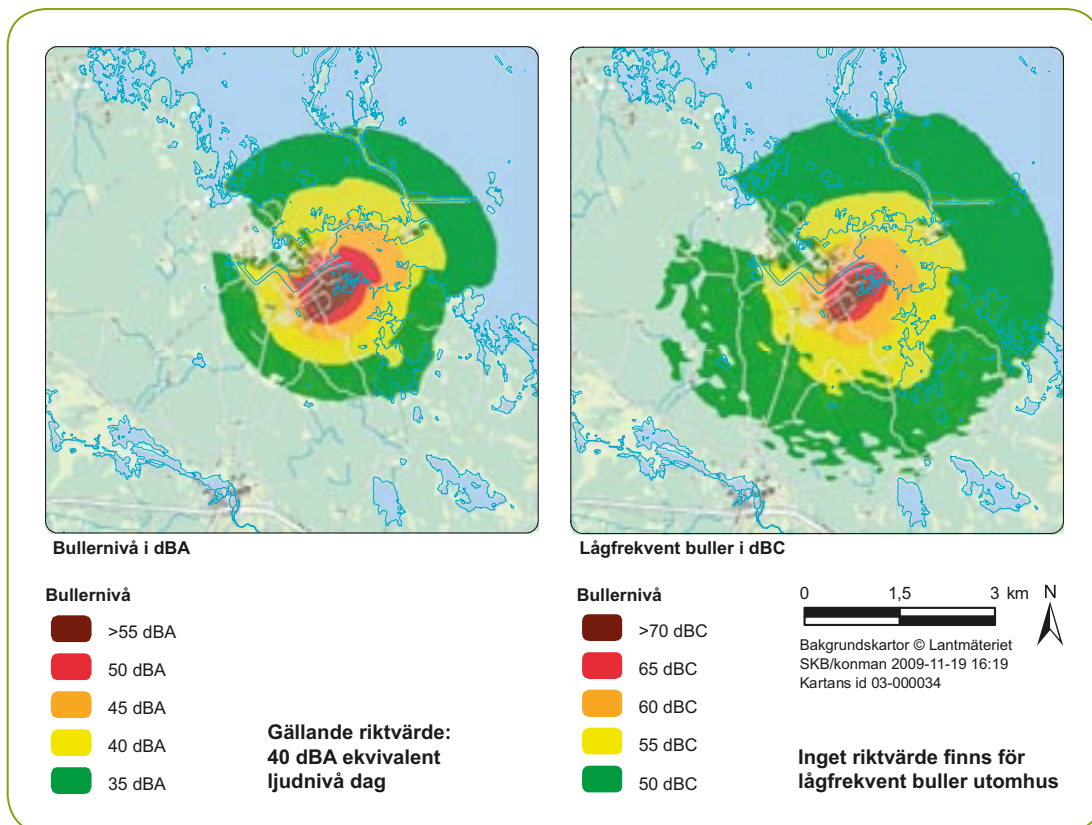 Bullernivå i dBA
Bullernivå
>55 dBA
50 dBA
45 dBA
40 dBA
35 dBA
Gällande riktvärde:
40 dBA ekvivalent
ljudnivå dag
Lågfrekvent buller i dBC
Bullernivå
>70 dBC
65 dBC
60 dBC
55 dBC
50 dBC
0 1,5 3 km N
Bakgrundskartor © Lantmäteriet
SKB/konman 2009-11-19 16:19
Kartans id 03-000034
Inget riktvärde finns för
lågfrekvent buller utomhus